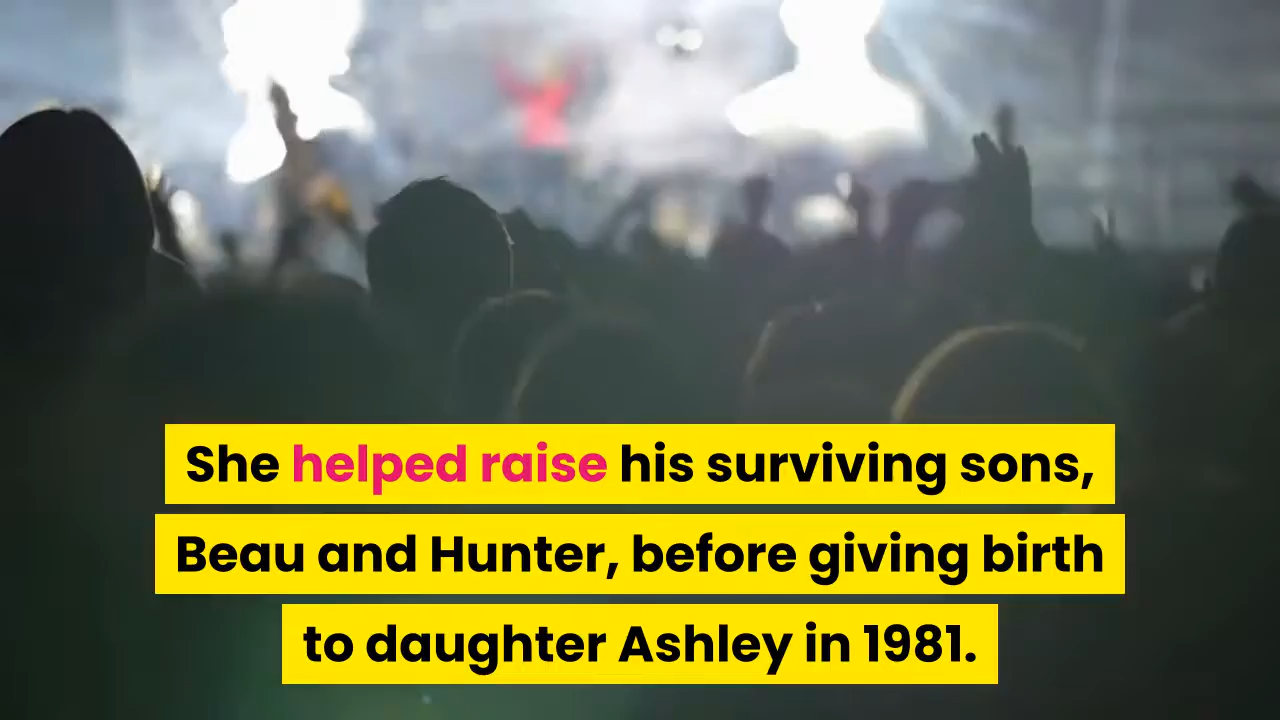 She helped raise his surviving sons,
Beau and Hunter, before giving birth
to daughter Ashley in 1981.